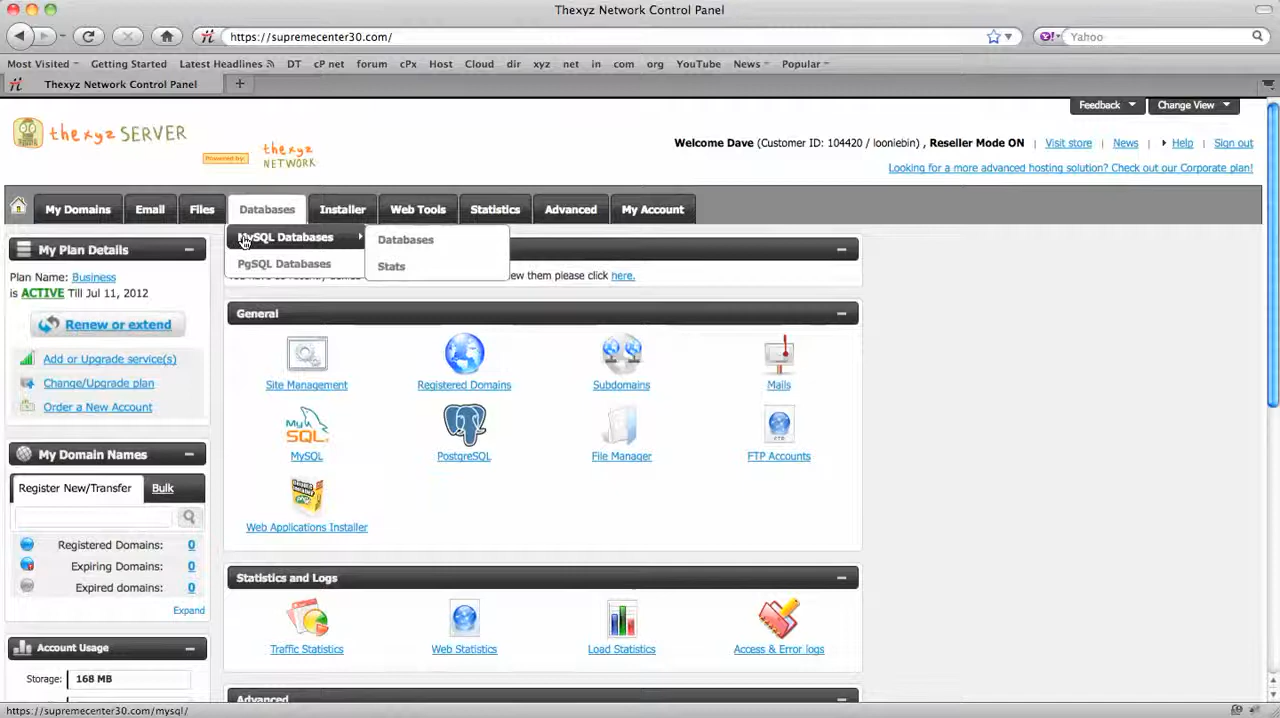 Thexyz Network Control Panel
https://supremecenter30.com/
Yahoo
Most Visited Getting Started Latest Headlines DT cP net forum cPx Host Cloud dir xyz net in com org YouTube News Popular
Thexyz Network Control Panel
Feedback Change View
thexyz SERVER
Powered by:
thexyz NETWORK
Welcome Dave (Customer ID: 104420 / looniebin) , Reseller Mode ON | Visit store | News | Help | Sign out
Looking for a more advanced hosting solution? Check out our Corporate plan!
My Domains Email Files Databases Installer Web Tools Statistics Advanced My Account
MySQL Databases
PgSQL Databases
Databases
Stats
view them please click here.
My Plan Details
Plan Name: Business
is ACTIVE Till Jul 11, 2012
Renew or extend
Add or Upgrade service(s)
Change/Upgrade plan
Order a New Account
General
Site Management Registered Domains Subdomains Mails
MySQL PostgreSQL File Manager FTP Accounts
Web Applications Installer
My Domain Names
Register New/Transfer Bulk
Registered Domains: 0
Expiring Domains: 0
Expired domains: 0
Expand
Statistics and Logs
Traffic Statistics Web Statistics Load Statistics Access & Error logs
Account Usage
Storage: 168 MB
Advanced
https://supremecenter30.com/mysql/